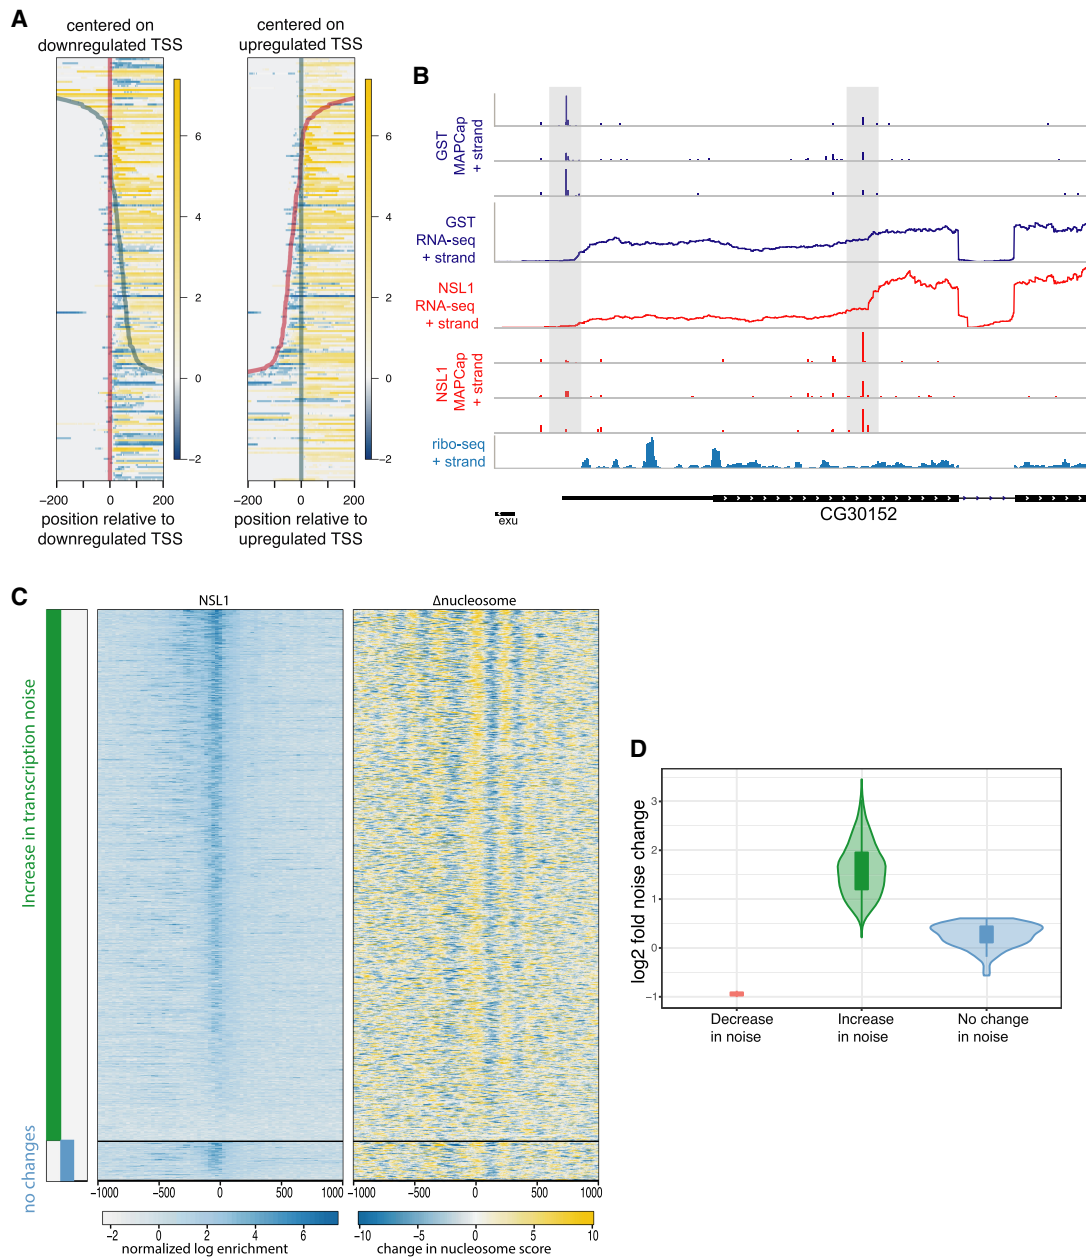 A
centered on
downregulated TSS
centered on
upregulated TSS
6
4
2
0
−2
6
4
2
0
−2
−200
0
200
−200
0
200
position relative to
downregulated TSS
position relative to
upregulated TSS
B
GST
MAPCap
+ strand
GST
RNA-seq
+ strand
NSL1
RNA-seq
+ strand
NSL1
MAPCap
+ strand
ribo-seq
+ strand
exu
CG30152
C
NSL1
Δnucleosome
Increase in transcription noise
no changes
−1000
−500
0
500
1000
−1000
−500
0
500
1000
−2
0
2
4
6
normalized log enrichment
−10
−5
0
5
10
change in nucleosome score
D
log2 fold noise change
3
2
1
0
−1
Decrease
in noise
Increase
in noise
No change
in noise